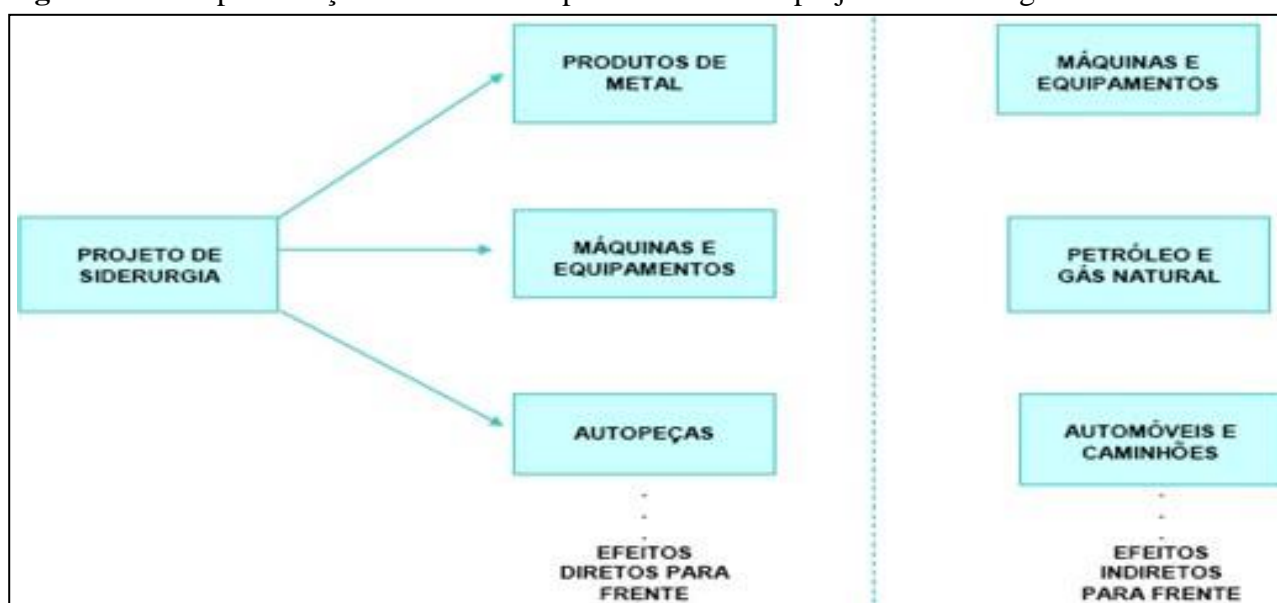 PRODUTOS DE
METAL
MÁQUINAS E
EQUIPAMENTOS
PROJETO DE
SIDERURGIA
MÁQUINAS E
EQUIPAMENTOS
PETRÓLEO E
GÁS NATURAL
AUTOPEÇAS
AUTOMÓVEIS E
CAMINHÕES
EFEITOS
DIRETOS PARA
FRENTE
EFEITOS
INDIRETOS
PARA FRENTE